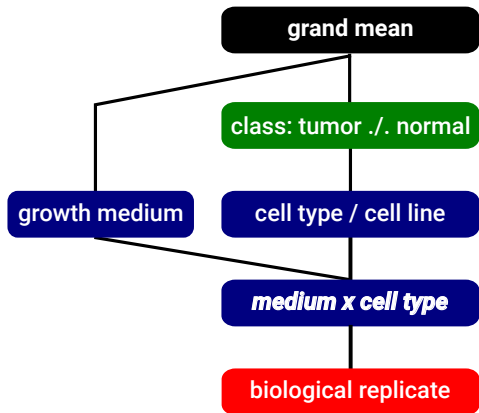 grand mean
class: tumor ./. normal
growth medium
cell type / cell line
medium x cell type
biological replicate